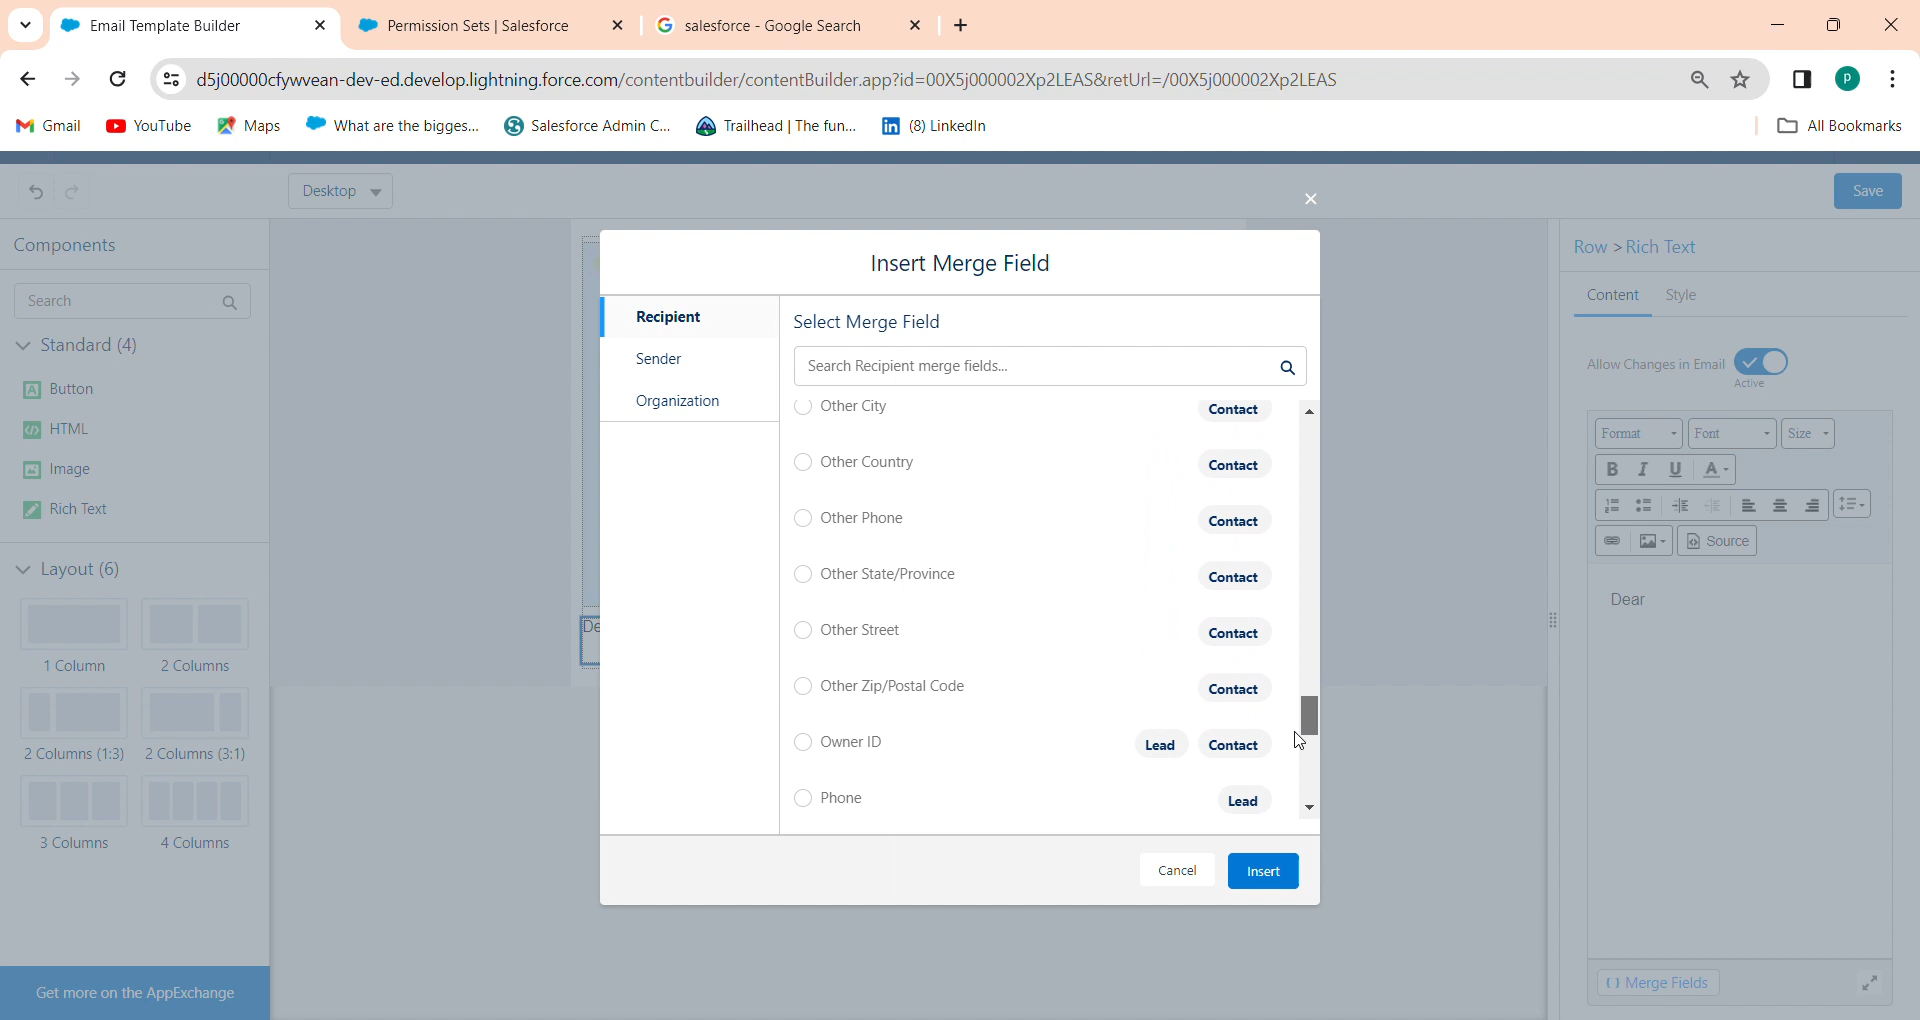 Email Template Builder
Permission Sets | Salesforce
salesforce - Google Search
d5j00000cfywvean-dev-ed.develop.lightning.force.com/contentbuilder/contentBuilder.app?id=00X5j000002Xp2LEAS&retUrl=/00X5j000002Xp2LEAS
P
Gmail
YouTube
Maps
What are the bigges...
Salesforce Admin C...
Trailhead | The fun...
(8) LinkedIn
All Bookmarks
Desktop
Save
Components
Search
Standard (4)
Button
HTML
Image
Rich Text
Layout (6)
1 Column
2 Columns
2 Columns (1:3)
2 Columns (3:1)
3 Columns
4 Columns
Get more on the AppExchange
De
Insert Merge Field
Recipient
Sender
Organization
Select Merge Field
Search Recipient merge fields...
Other City Contact
Other Country Contact
Other Phone Contact
Other State/Province Contact
Other Street Contact
Other Zip/Postal Code Contact
Owner ID Lead Contact
Phone Lead
Cancel
Insert
Row > Rich Text
Content
Style
Allow Changes in Email
Active
Format
Font
Size
B I U A
Source
Dear
{ } Merge Fields